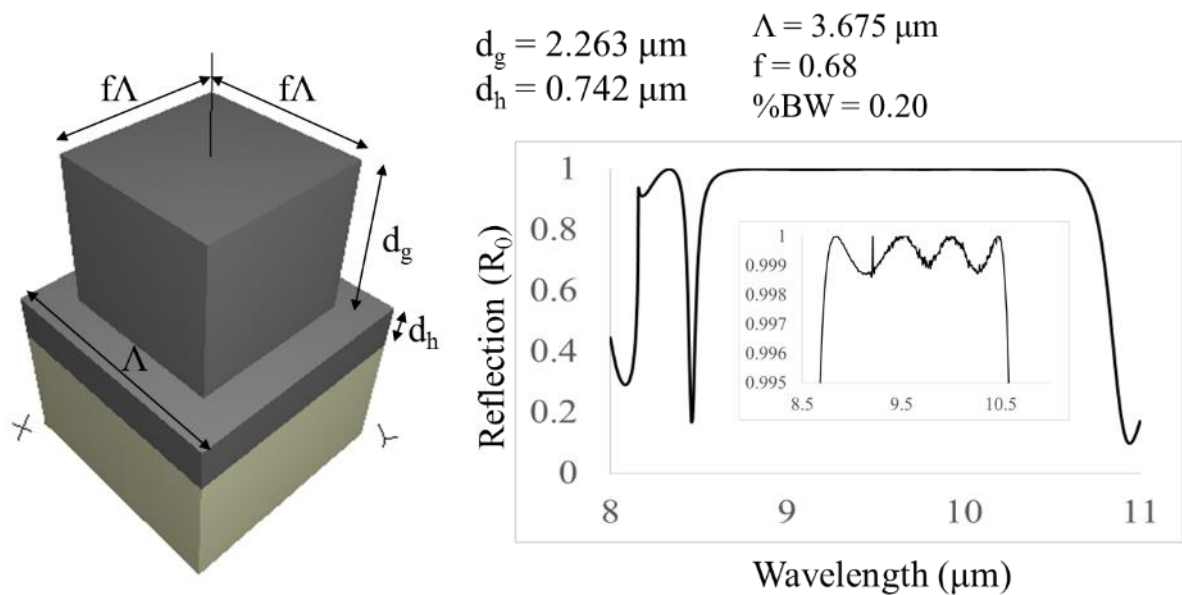 d_g = 2.263 μm
d_h = 0.742 μm
Λ = 3.675 μm
f = 0.68
%BW = 0.20
fΛ
fΛ
d_g
d_h
Λ
X
Y
Reflection (R₀)
1
0.8
0.6
0.4
0.2
0
8
9
10
11
1
0.999
0.998
0.997
0.996
0.995
8.5
9.5
10.5
Wavelength (μm)